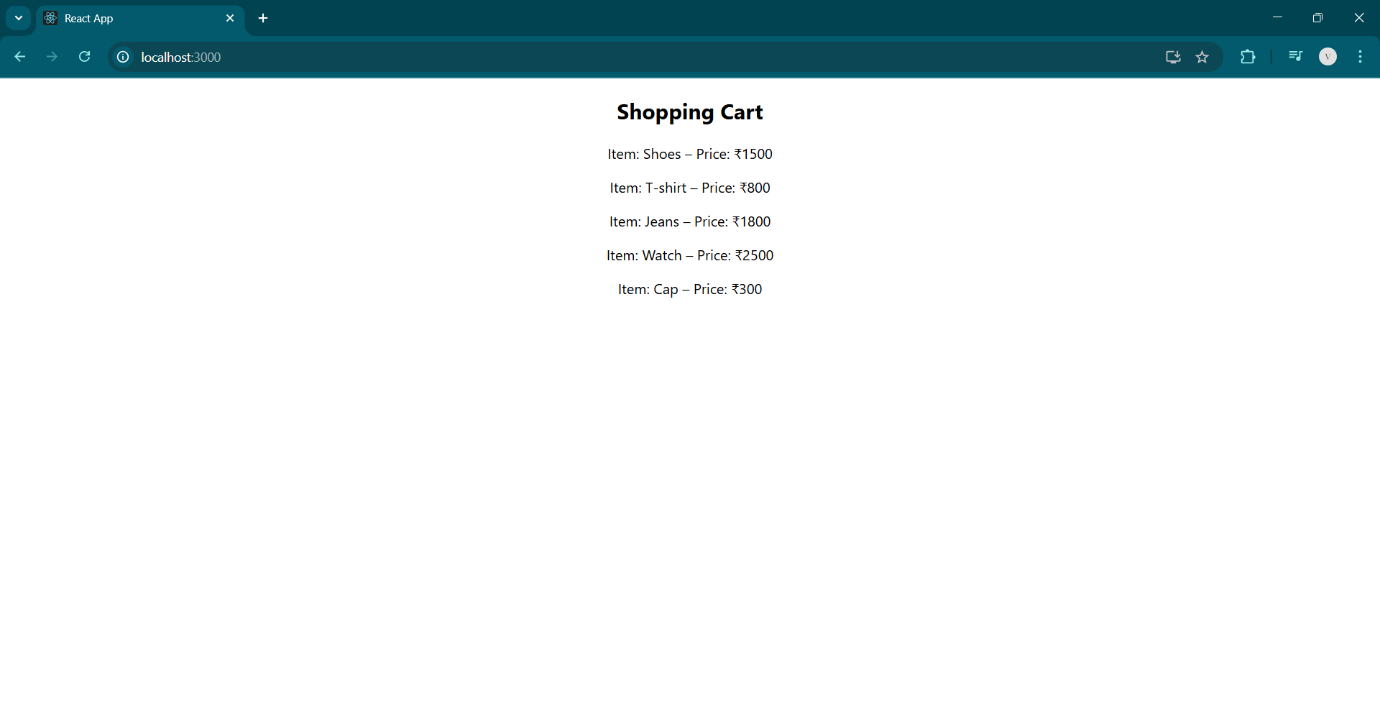 React App
localhost:3000
Shopping Cart
Item: Shoes – Price: ₹1500
Item: T-shirt – Price: ₹800
Item: Jeans – Price: ₹1800
Item: Watch – Price: ₹2500
Item: Cap – Price: ₹300